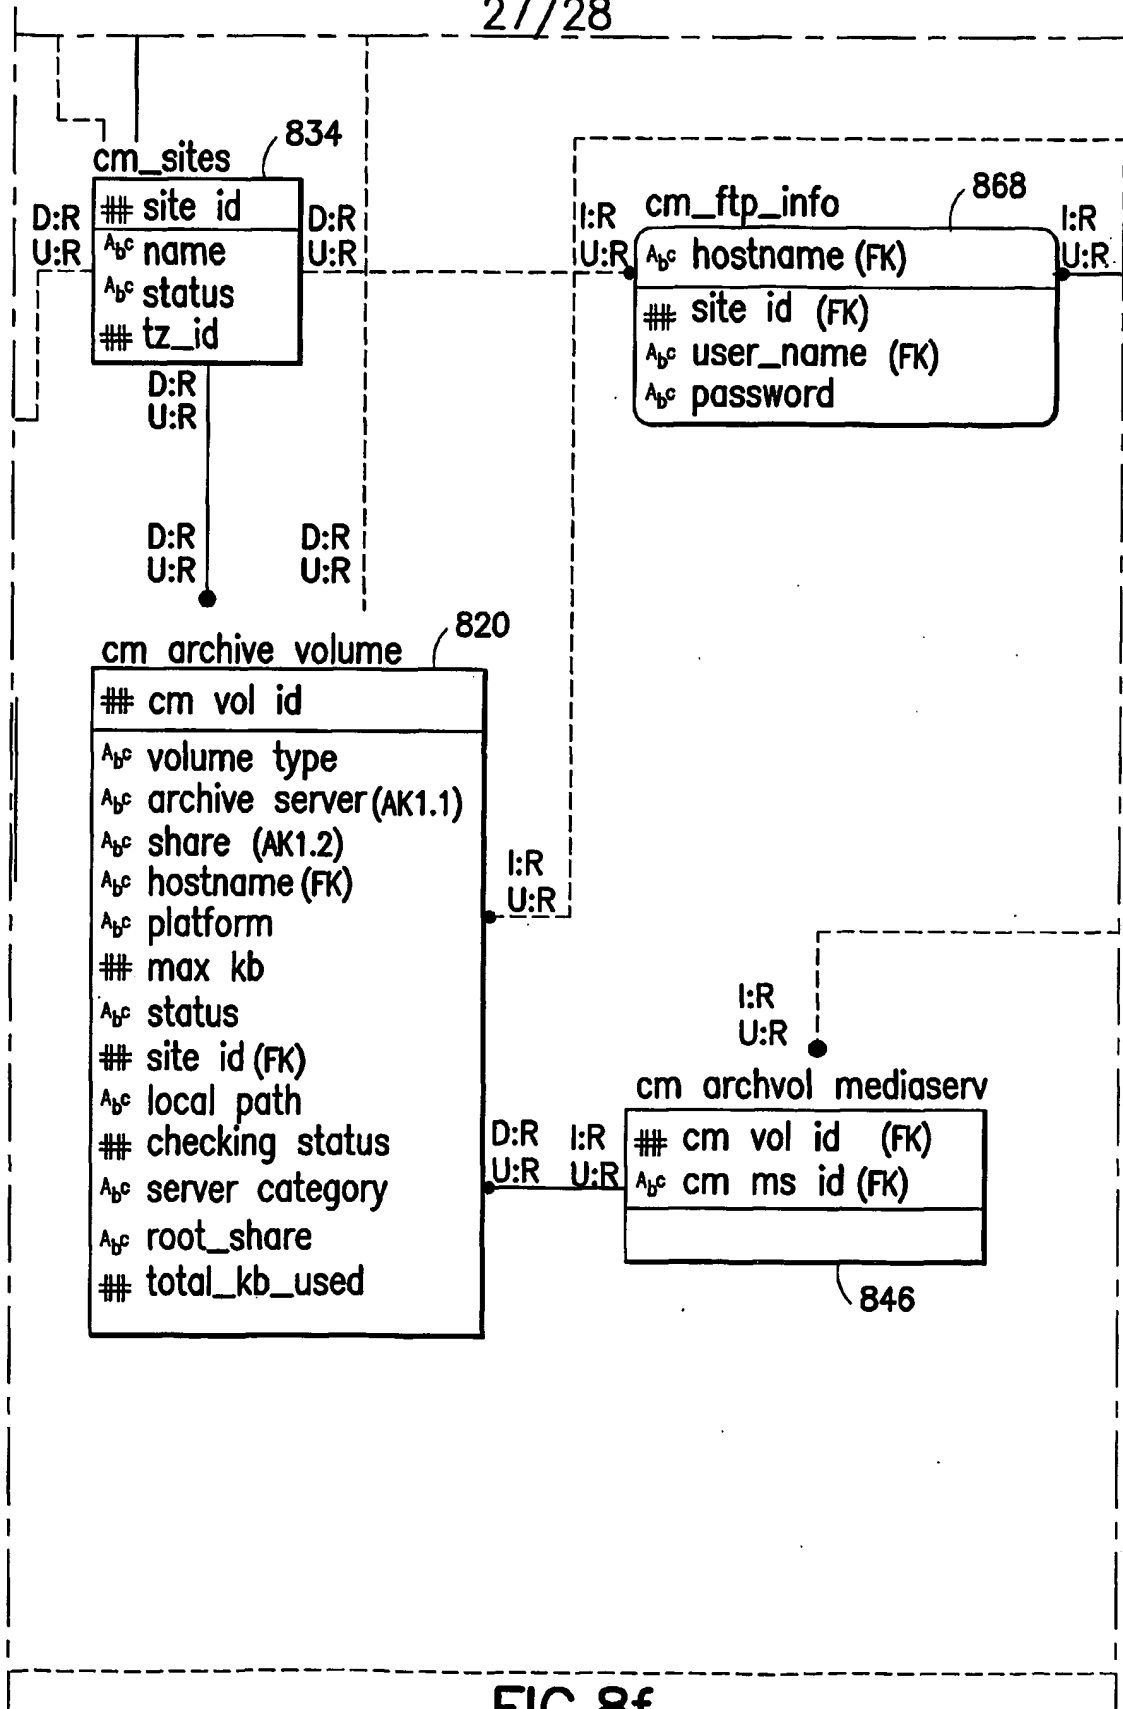 27/28
834
cm_sites
# site id
Abc name
Abc status
# tz_id
D:R
U:R
D:R
U:R
D:R
U:R
D:R
U:R
D:R
U:R
868
cm_ftp_info
I:R
U:R
I:R
U:R
Abc hostname (FK)
# site id (FK)
Abc user_name (FK)
Abc password
820
cm archive volume
# cm vol id
Abc volume type
Abc archive server (AK1.1)
Abc share (AK1.2)
Abc hostname (FK)
Abc platform
# max kb
Abc status
# site id (FK)
Abc local path
# checking status
Abc server category
Abc root_share
# total_kb_used
I:R
U:R
I:R
U:R
D:R I:R
U:R U:R
cm archvol mediaserv
# cm vol id (FK)
Abc cm ms id (FK)
846
FIG. 8f